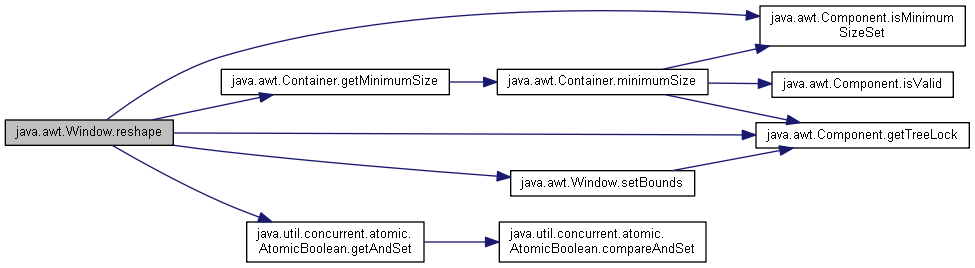 java.awt.Component.isMinimum
SizeSet
java.awt.Container.getMinimumSize
java.awt.Container.minimumSize
java.awt.Component.isValid
java.awt.Window.reshape
java.awt.Component.getTreeLock
java.awt.Window.setBounds
java.util.concurrent.atomic.
AtomicBoolean.getAndSet
java.util.concurrent.atomic.
AtomicBoolean.compareAndSet